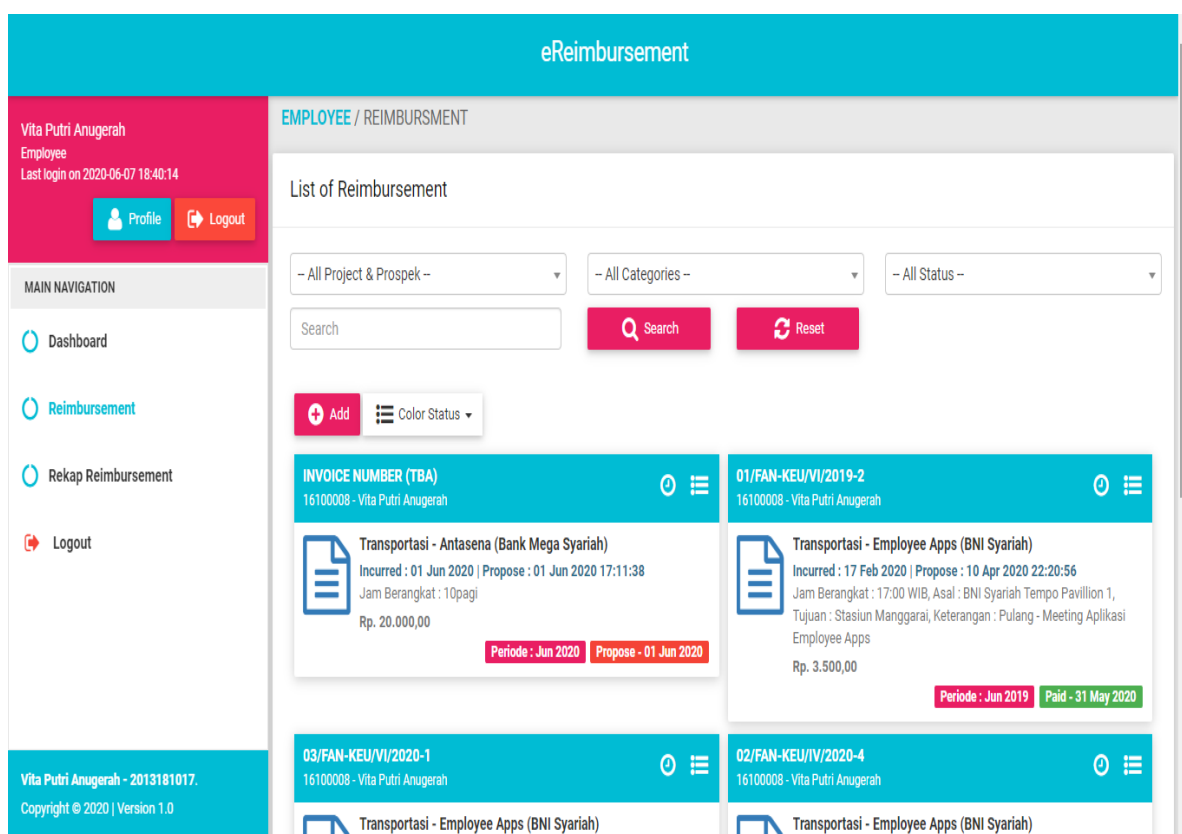 eReimbursement
Vita Putri Anugerah
Employee
Last login on 2020-06-07 18:40:14
Profile
Logout
MAIN NAVIGATION
Dashboard
Reimbursement
Rekap Reimbursement
Logout
Vita Putri Anugerah - 2013181017.
Copyright © 2020 | Version 1.0
EMPLOYEE / REIMBURSMENT
List of Reimbursement
-- All Project & Prospek --
-- All Categories --
-- All Status --
Search
Search
Reset
Add
Color Status
INVOICE NUMBER (TBA)
16100008 - Vita Putri Anugerah
Transportasi - Antasena (Bank Mega Syariah)
Incurred : 01 Jun 2020 | Propose : 01 Jun 2020 17:11:38
Jam Berangkat : 10pagi
Rp. 20.000,00
Periode : Jun 2020
Propose - 01 Jun 2020
01/FAN-KEU/VI/2019-2
16100008 - Vita Putri Anugerah
Transportasi - Employee Apps (BNI Syariah)
Incurred : 17 Feb 2020 | Propose : 10 Apr 2020 22:20:56
Jam Berangkat : 17:00 WIB, Asal : BNI Syariah Tempo Pavillion 1,
Tujuan : Stasiun Manggarai, Keterangan : Pulang - Meeting Aplikasi
Employee Apps
Rp. 3.500,00
Periode : Jun 2019
Paid - 31 May 2020
03/FAN-KEU/VI/2020-1
16100008 - Vita Putri Anugerah
Transportasi - Employee Apps (BNI Syariah)
02/FAN-KEU/IV/2020-4
16100008 - Vita Putri Anugerah
Transportasi - Employee Apps (BNI Syariah)